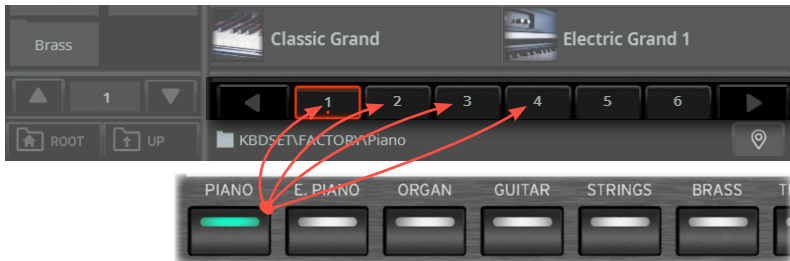 Brass
Classic Grand
Electric Grand 1
1
1 2 3 4 5 6
ROOT
UP
KBDSET\FACTORY\Piano
PIANO E. PIANO ORGAN GUITAR STRINGS BRASS